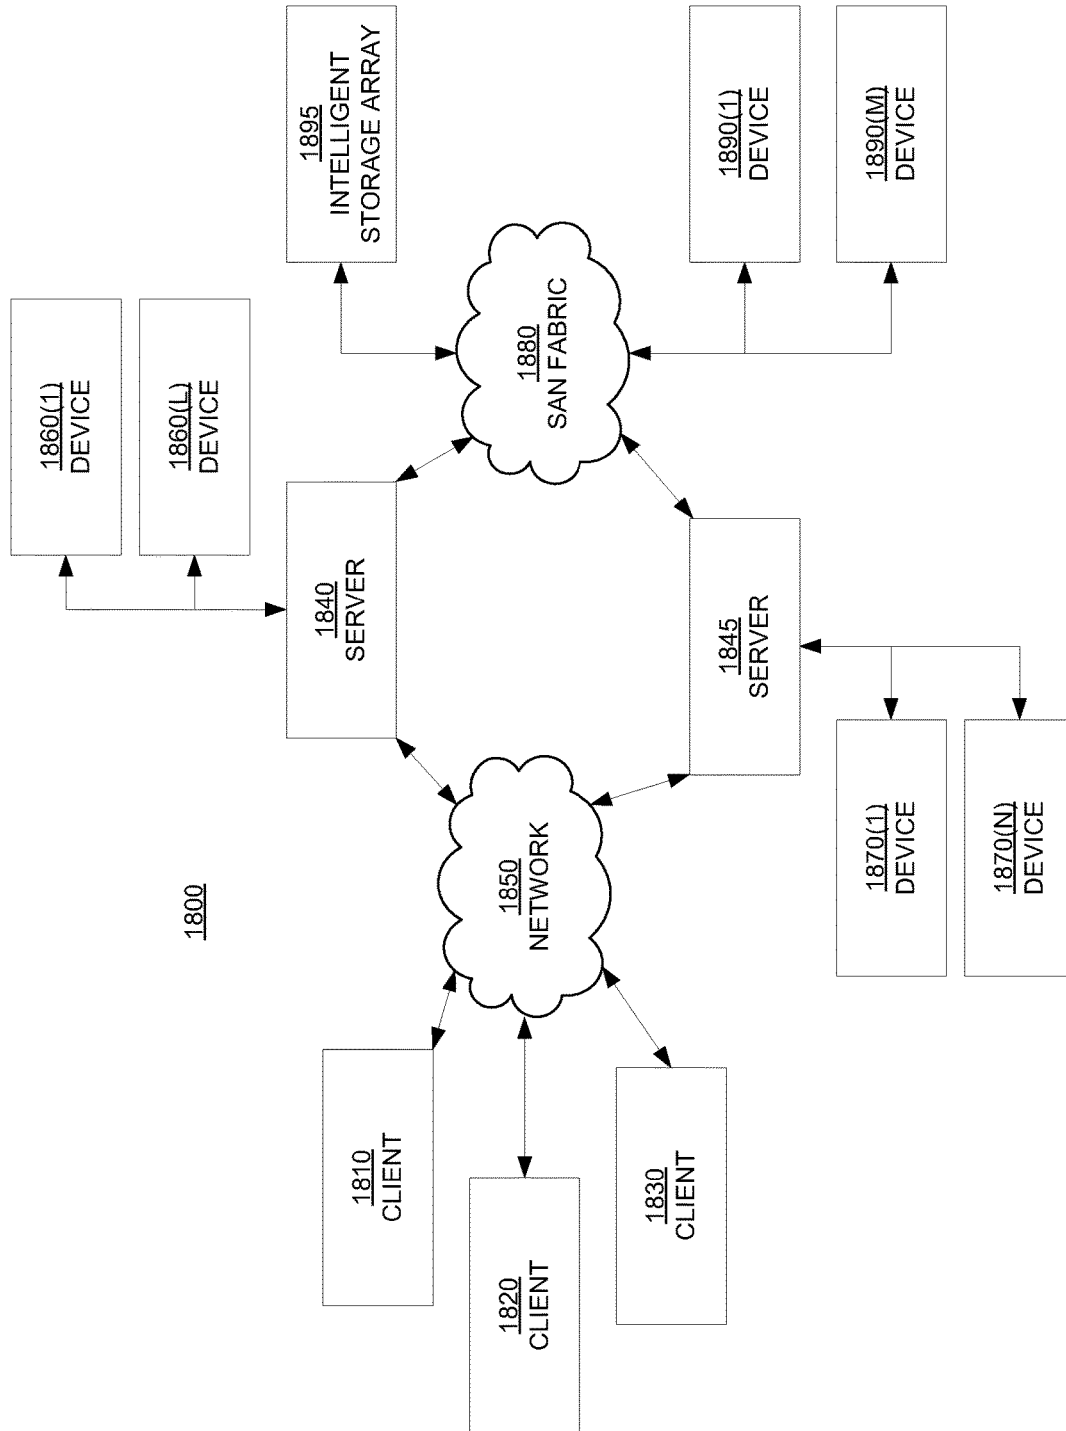 1860(1)
DEVICE
1860(L)
DEVICE
1895
INTELLIGENT
STORAGE ARRAY
1800
1840
SERVER
1810
CLIENT
1820
CLIENT
1830
CLIENT
1850
NETWORK
1880
SAN FABRIC
1845
SERVER
1890(1)
DEVICE
1890(M)
DEVICE
1870(1)
DEVICE
1870(N)
DEVICE